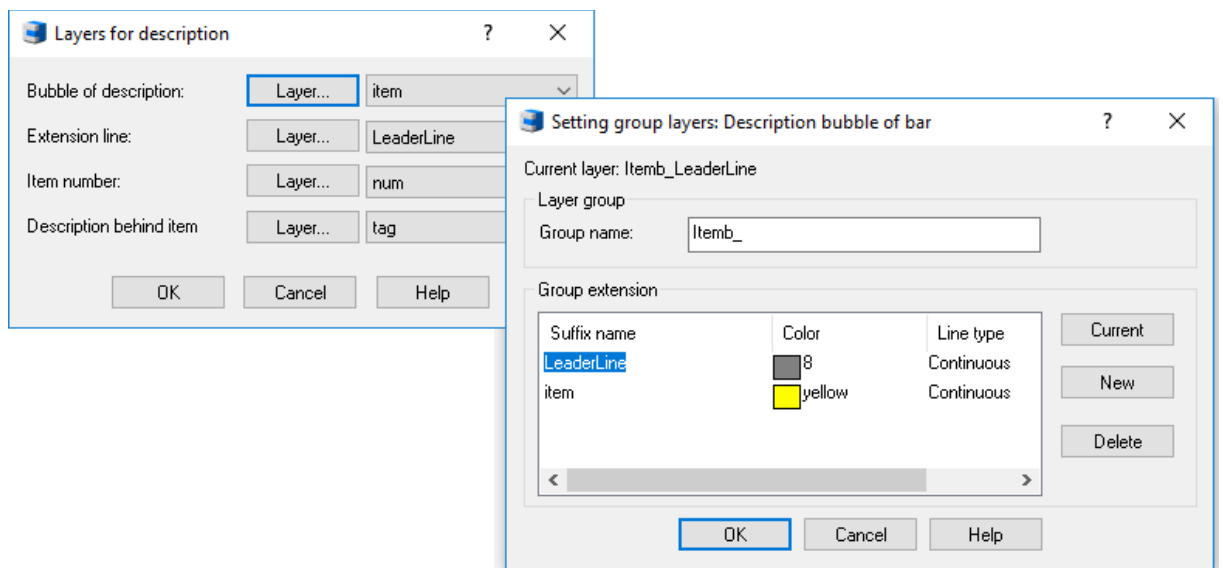 Layers for description ? ×
Bubble of description: Layer... item
Extension line: Layer... LeaderLine
Item number: Layer... num
Description behind item Layer... tag
OK Cancel Help
Setting group layers: Description bubble of bar ? ×
Current layer: Itemb_LeaderLine
Layer group
Group name: Itemb_
Group extension
Suffix name Color Line type
LeaderLine 8 Continuous
item yellow Continuous
Current
New
Delete
OK Cancel Help